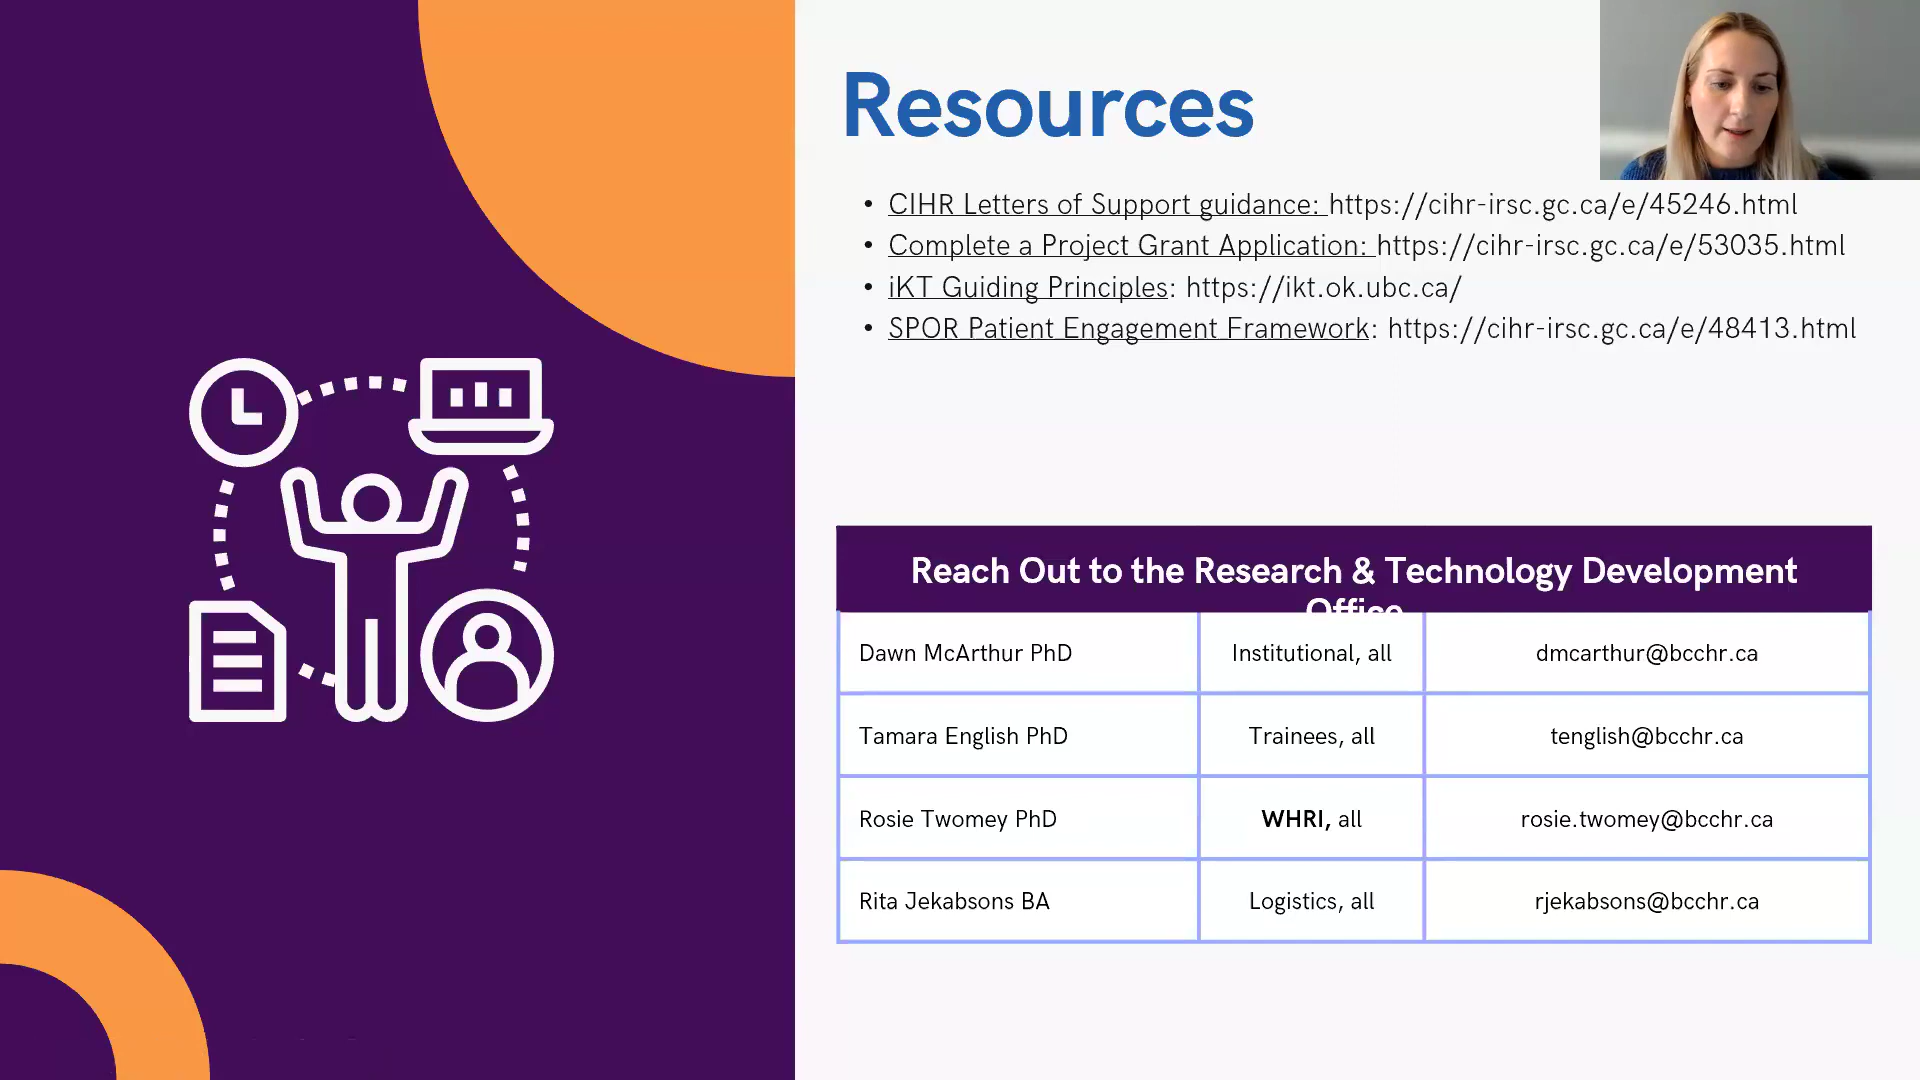 Resources
• CIHR Letters of Support guidance: https://cihr-irsc.gc.ca/e/45246.html
• Complete a Project Grant Application: https://cihr-irsc.gc.ca/e/53035.html
• iKT Guiding Principles: https://ikt.ok.ubc.ca/
• SPOR Patient Engagement Framework: https://cihr-irsc.gc.ca/e/48413.html
Reach Out to the Research & Technology Development
Office
Dawn McArthur PhD Institutional, all dmcarthur@bcchr.ca
Tamara English PhD Trainees, all tenglish@bcchr.ca
Rosie Twomey PhD WHRI, all rosie.twomey@bcchr.ca
Rita Jekabsons BA Logistics, all rjekabsons@bcchr.ca